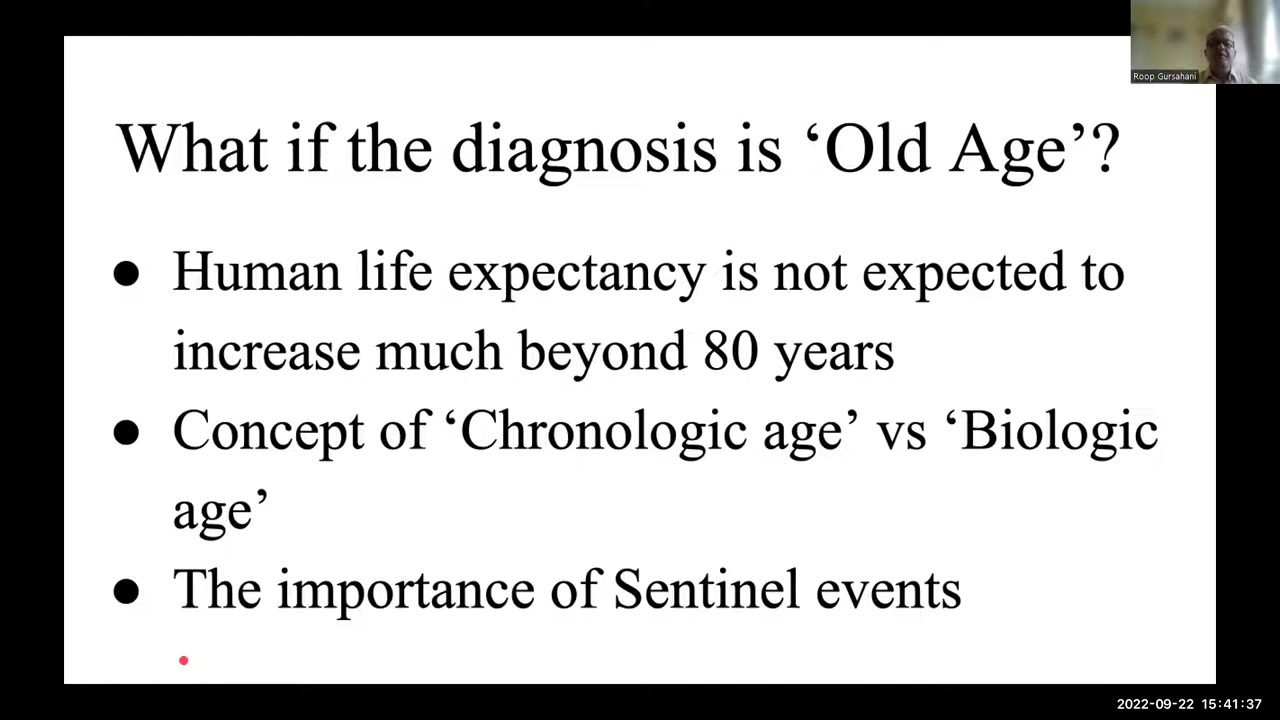 Roop Gursahani
What if the diagnosis is ‘Old Age’?
● Human life expectancy is not expected to
increase much beyond 80 years
● Concept of ‘Chronologic age’ vs ‘Biologic
age’
● The importance of Sentinel events
2022-09-22 15:41:37